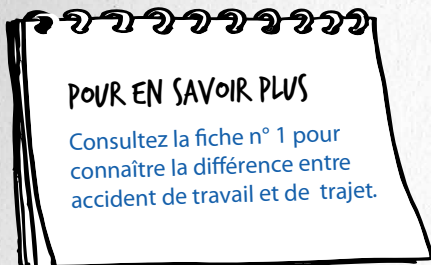 POUR EN SAVOIR PLUS
Consultez la fiche n° 1 pour
connaître la différence entre
accident de travail et de trajet.